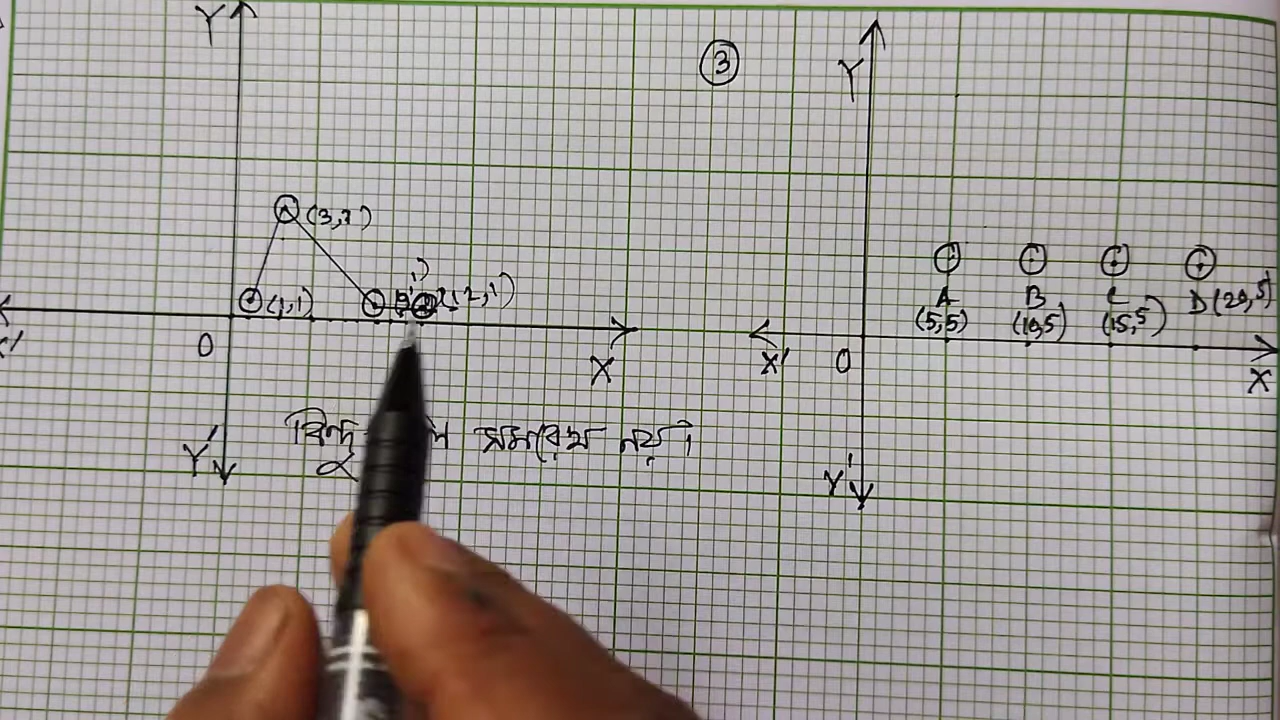 Y
(3,7)
(1,1)
(12,1)
O
X
X'
Y'
সমরেখ নয়।
③
Y
A
(5,5)
B
(10,5)
C
(15,5)
D(20,5)
X'
O
X
Y'